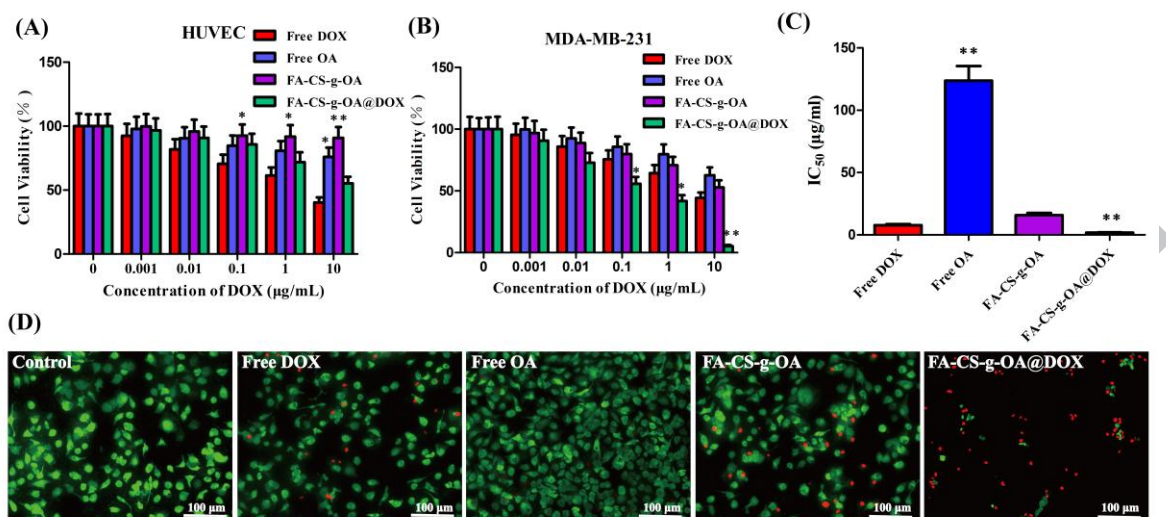 (A)
HUVEC
Free DOX
Free OA
FA-CS-g-OA
FA-CS-g-OA@DOX
Cell Viability (%)
150
100
50
0
* * * **
0 0.001 0.01 0.1 1 10
Concentration of DOX (μg/mL)
(B)
MDA-MB-231
Free DOX
Free OA
FA-CS-g-OA
FA-CS-g-OA@DOX
Cell Viability (%)
150
100
50
0
* * **
0 0.001 0.01 0.1 1 10
Concentration of DOX (μg/mL)
(C)
IC50 (μg/ml)
150
100
50
0
**
**
Free DOX
Free OA
FA-CS-g-OA
FA-CS-g-OA@DOX
(D)
Control
100 μm
Free DOX
100 μm
Free OA
100 μm
FA-CS-g-OA
100 μm
FA-CS-g-OA@DOX
100 μm